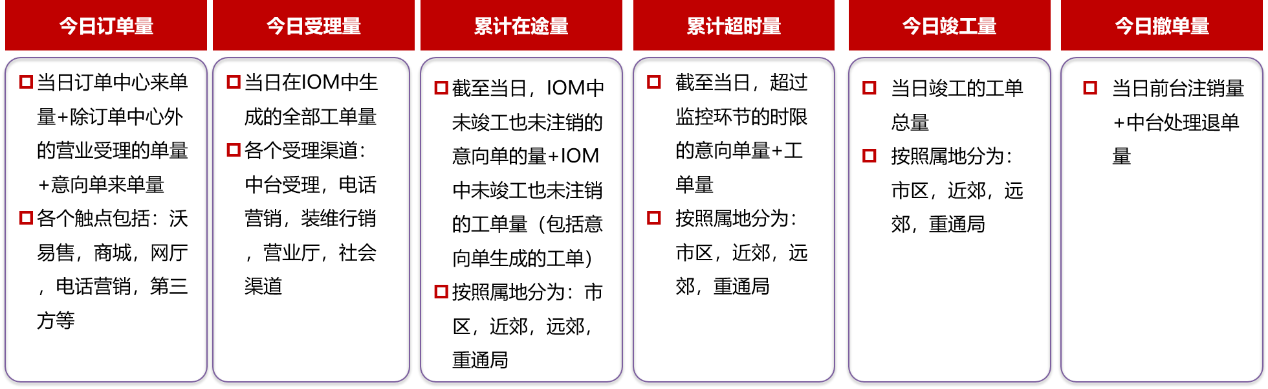 今日订单量
当日订单中心来单
量+除订单中心外
的营业受理的单量
+意向单来单量
各个触点包括：沃
易售，商城，网厅
，电话营销，第三
方等
今日受理量
当日在IOM中生
成的全部工单量
各个受理渠道：
中台受理，电话
营销，装维行销
，营业厅，社会
渠道
累计在途量
截至当日，IOM中
未竣工也未注销的
意向单的量+IOM
中未竣工也未注销
的工单量（包括意
向单生成的工单）
按照属地分为：市
区，近郊，远郊，
重通局
累计超时量
截至当日，超过
监控环节的时限
的意向单量+工
单量
按照属地分为：
市区，近郊，远
郊，重通局
今日竣工量
当日竣工的工单
总量
按照属地分为：
市区，近郊，远
郊，重通局
今日撤单量
当日前台注销量
+中台处理退单
量